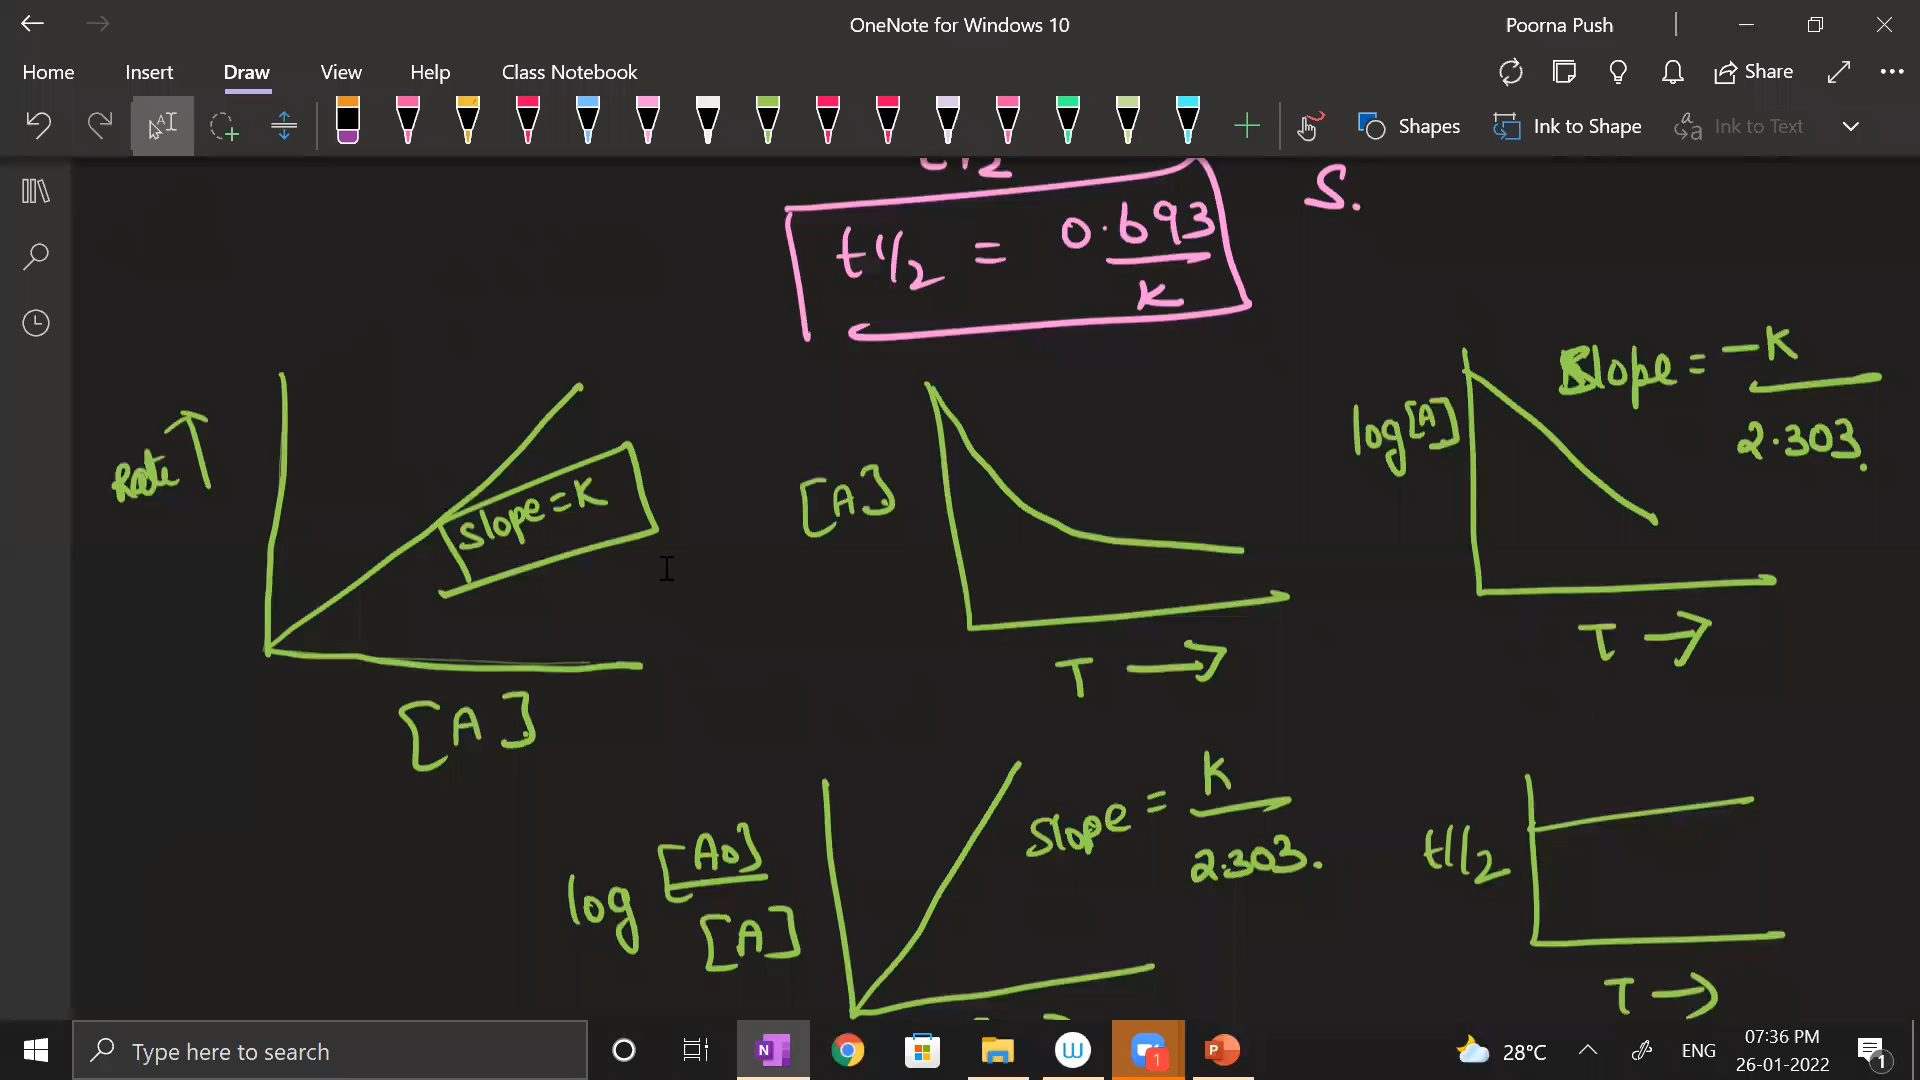 OneNote for Windows 10
Poorna Push
Home Insert Draw View Help Class Notebook
Share
Shapes
Ink to Shape
Ink to Text
S.
t1/2 = 0.693
K
Slope = -K
2.303.
log[A]
Rate ↑
slope=K
[A]
T →
T →
[A]
Slope = K
2.303.
log [A0]
[A]
t1/2
T →
Type here to search
28°C
ENG
07:36 PM
26-01-2022
1
1